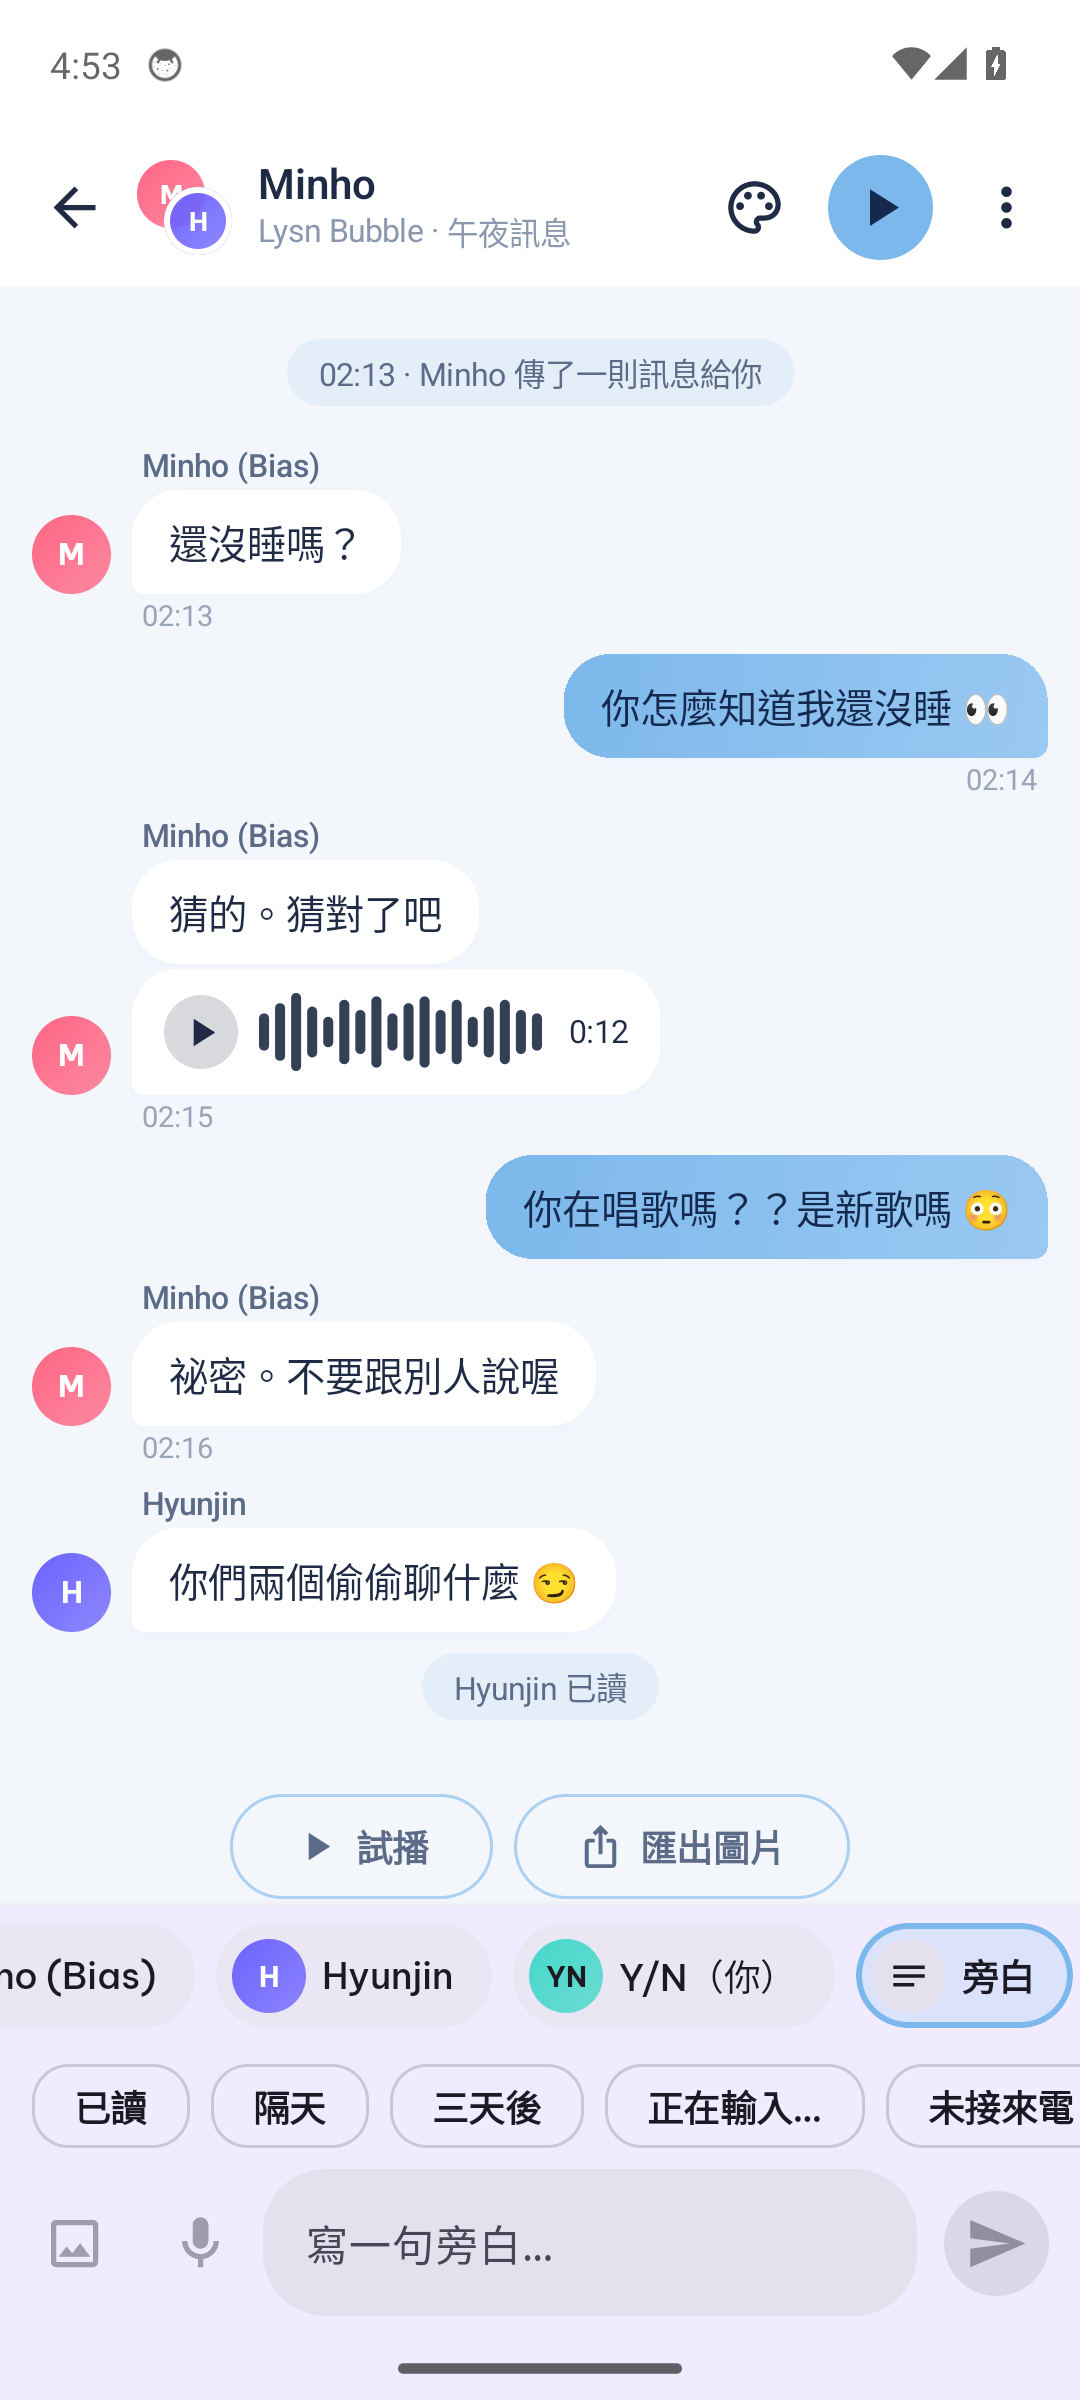 4:53
M
H
Minho
Lysn Bubble · 午夜訊息
02:13 · Minho 傳了一則訊息給你
Minho (Bias)
M
還沒睡嗎？
02:13
你怎麼知道我還沒睡 👀
02:14
Minho (Bias)
猜的。猜對了吧
M
0:12
02:15
你在唱歌嗎？？是新歌嗎 😳
Minho (Bias)
M
祕密。不要跟別人說喔
02:16
Hyunjin
H
你們兩個偷偷聊什麼 😏
Hyunjin 已讀
試播
匯出圖片
no (Bias)
H
Hyunjin
YN
Y/N（你）
旁白
已讀
隔天
三天後
正在輸入...
未接來電
寫一句旁白...